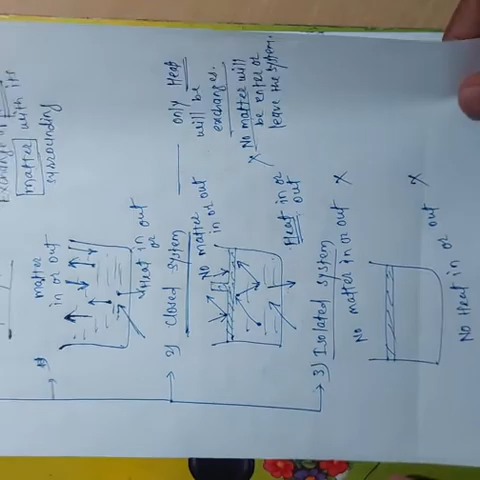 Exchange of
matter with its
surrounding
matter
in or out
Heat in out
or
2) Closed system
only Heat
will be
exchanges.
No matter
in or out
No matter will
be enter or
leave the system.
Heat in or
out
3) Isolated system
No matter in or out X
No Heat in or out X